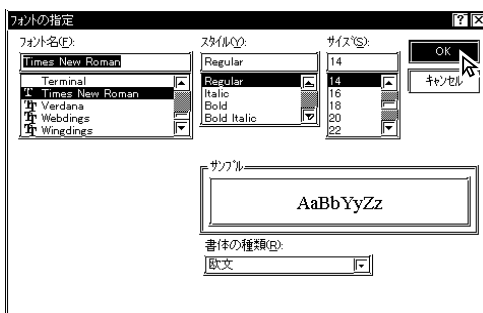 フォントの指定
フォント名(F):
Times New Roman
Terminal
Times New Roman
Verdana
Webdings
Wingdings
スタイル(Y):
Regular
Regular
Italic
Bold
Bold Italic
サイズ(S):
14
14
16
18
20
22
OK
キャンセル
サンプル
AaBbYyZz
書体の種類(R):
欧文